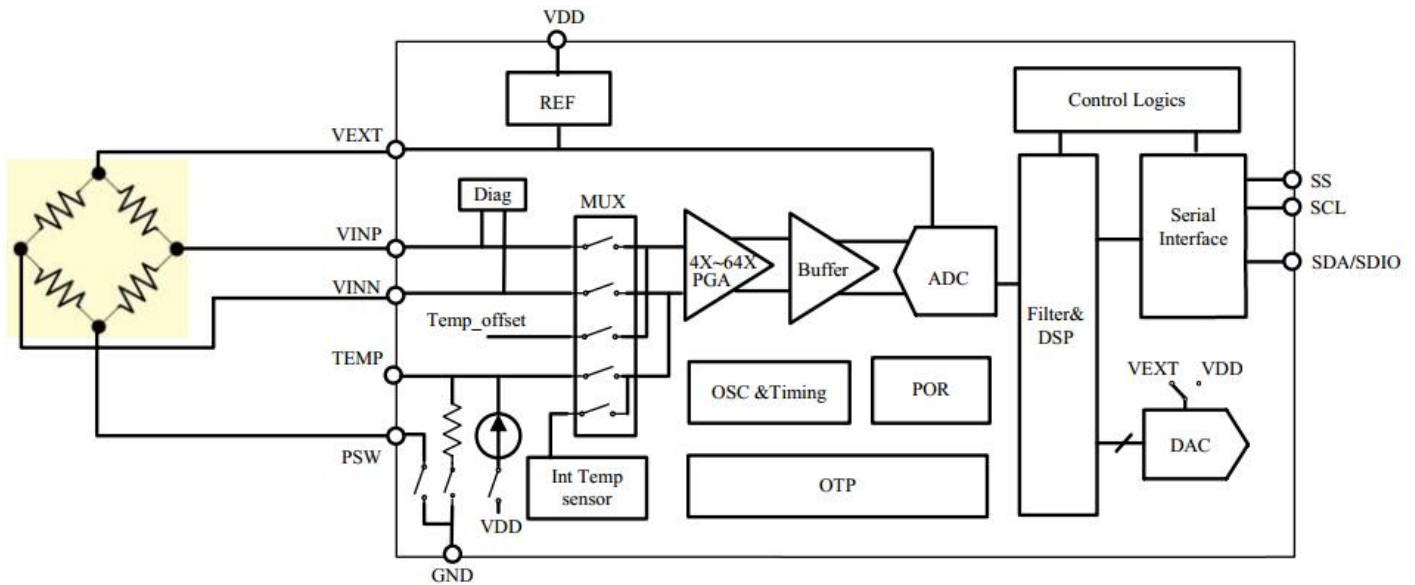 VDD
REF
Control Logics
VEXT
Diag
MUX
SS
SCL
VINP
Serial
Interface
4X~64X
PGA
Buffer
ADC
SDA/SDIO
VINN
Temp_offset
Filter&
DSP
TEMP
VEXT
VDD
OSC &Timing
POR
PSW
DAC
Int Temp
sensor
OTP
VDD
GND